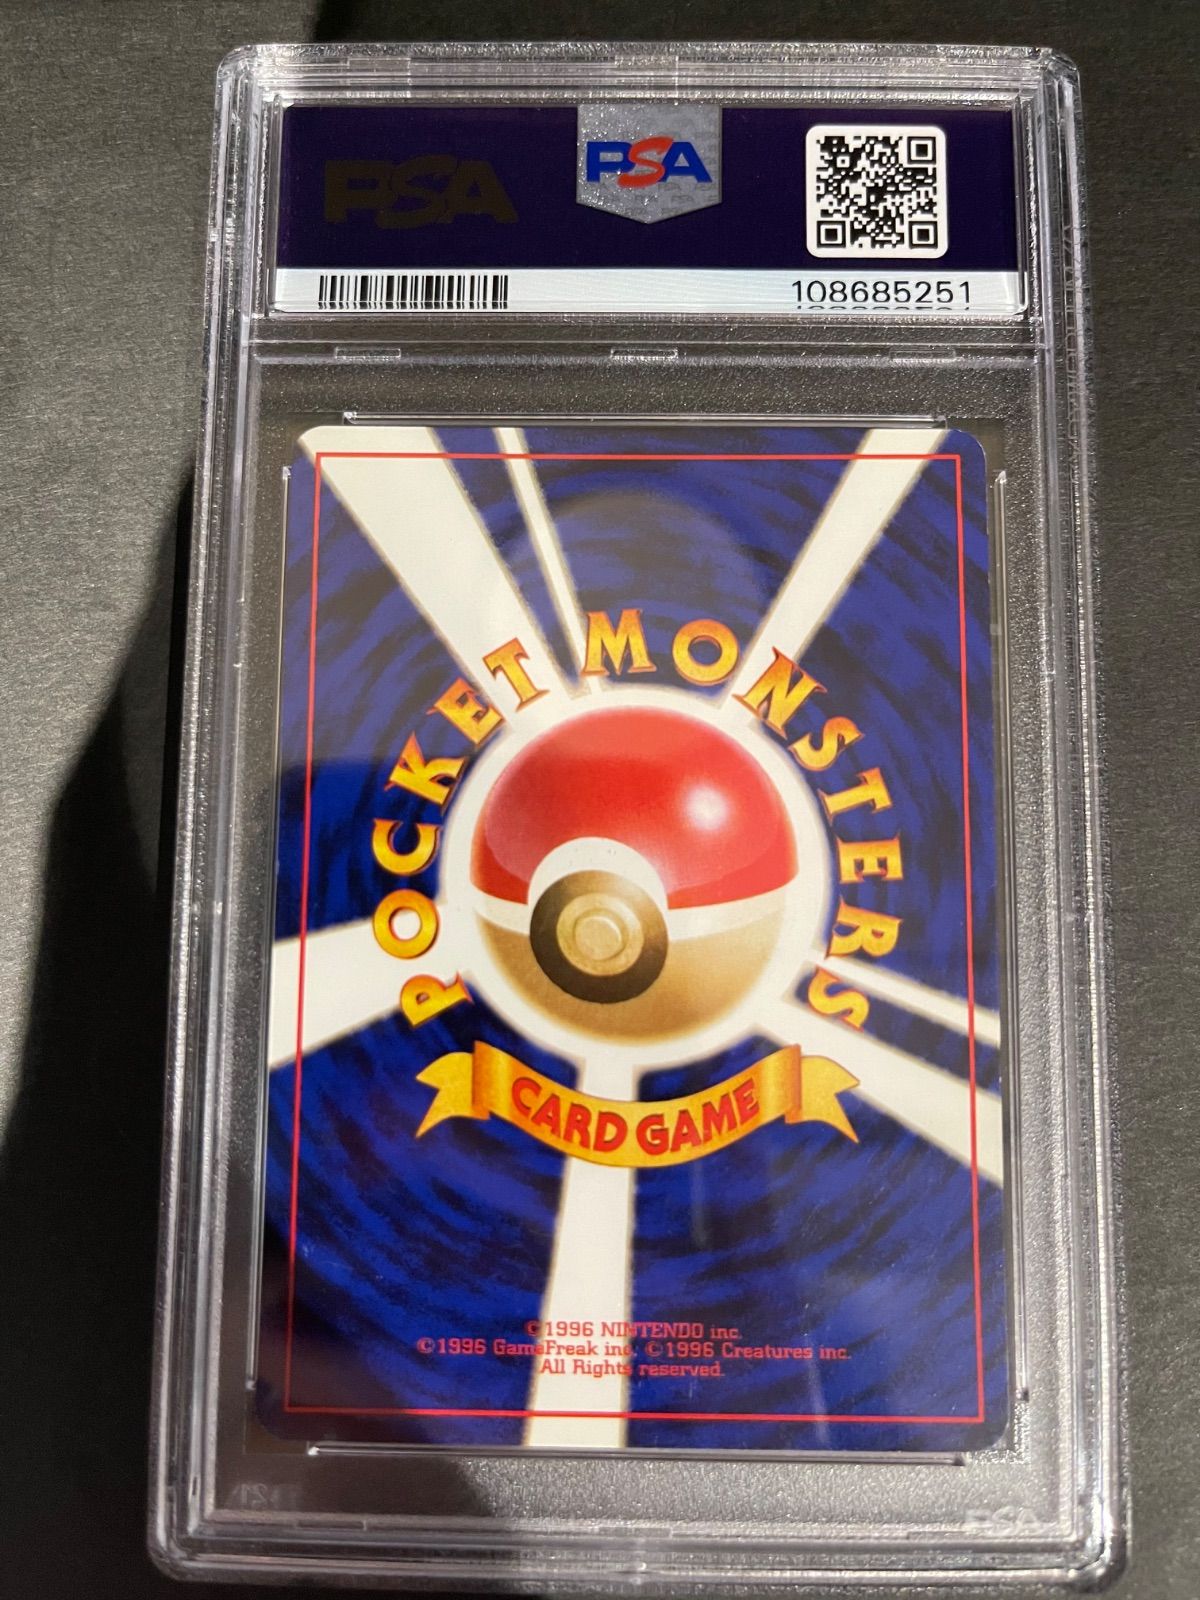 PSA
PSA
108685251
POCKET MONSTERS
CARD GAME
©1996 NINTENDO inc.
©1996 GameFreak inc. ©1996 Creatures inc.
All Rights reserved.
PSA